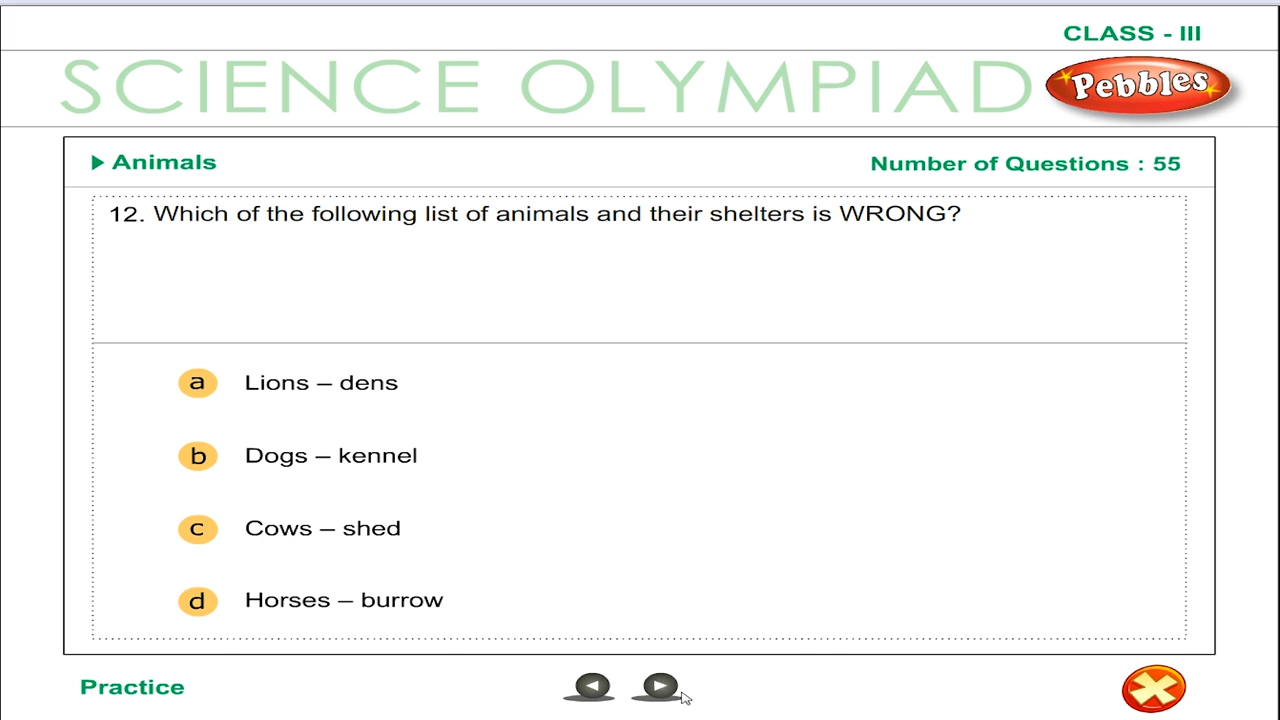 CLASS - III
SCIENCE OLYMPIAD
Pebbles
Animals
Number of Questions : 55
12. Which of the following list of animals and their shelters is WRONG?
a Lions – dens
b Dogs – kennel
c Cows – shed
d Horses – burrow
Practice